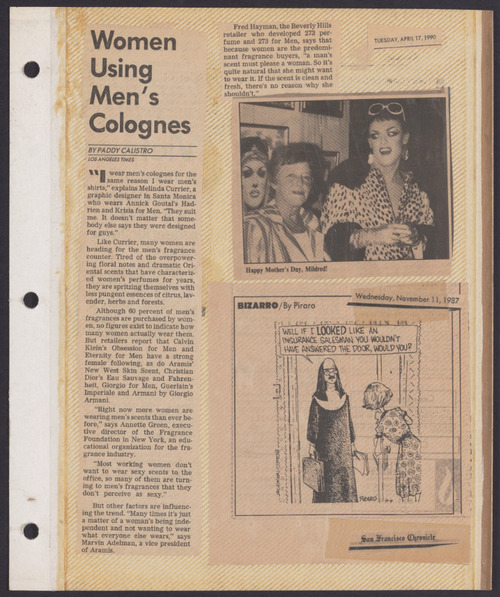 Women
Using
Men's
Colognes
BY PADDY CALISTRO
LOS ANGELES TIMES
"I wear men's colognes for the
same reason I wear men's
shirts," explains Melinda Currier, a
graphic designer in Santa Monica
who wears Annick Goutal's Had-
rien and Krizia for Men. "They suit
me. It doesn't matter that some-
body else says they were designed
for guys."
Like Currier, many women are
heading for the men's fragrance
counter. Tired of the overpower-
ing floral notes and dramatic Ori-
ental scents that have characteriz-
ed women's perfumes for years,
they are spritzing themselves with
less pungent essences of citrus, lav-
ender, herbs and forests.
Although 60 percent of men's
fragrances are purchased by wom-
en, no figures exist to indicate how
many women actually wear them.
But retailers report that Calvin
Klein's Obsession for Men and
Eternity for Men have a strong
female following, as do Aramis'
New West Skin Scent, Christian
Dior's Eau Sauvage and Fahren-
heit, Giorgio for Men, Guerlain's
Imperiale and Armani by Giorgio
Armani.
"Right now more women are
wearing men's scents than ever be-
fore," says Annette Green, execu-
tive director of the Fragrance
Foundation in New York, an edu-
cational organization for the fra-
grance industry.
"Most working women don't
want to wear sexy scents to the
office, so many of them are turn-
ing to men's fragrances that they
don't perceive as sexy."
But other factors are influenc-
ing the trend. "Many times it's just
a matter of a woman's being inde-
pendent and not wanting to wear
what everyone else wears," says
Marvin Adelman, a vice president
of Aramis.
Fred Hayman, the Beverly Hills
retailer who developed 272 per-
fume and 273 for Men, says that
because women are the predomi-
nant fragrance buyers, "a man's
scent must please a woman. So it's
quite natural that she might want
to wear it. If the scent is clean and
fresh, there's no reason why she
shouldn't."
TUESDAY, APRIL 17, 1990
Happy Mother's Day, Mildred!
BIZARRO/By Piraro
Wednesday, November 11, 1987
WELL IF I LOOKED LIKE AN
INSURANCE SALESMAN YOU WOULDN'T
HAVE ANSWERED THE DOOR, WOULD YOU?
PIRARO
San Francisco Chronicle